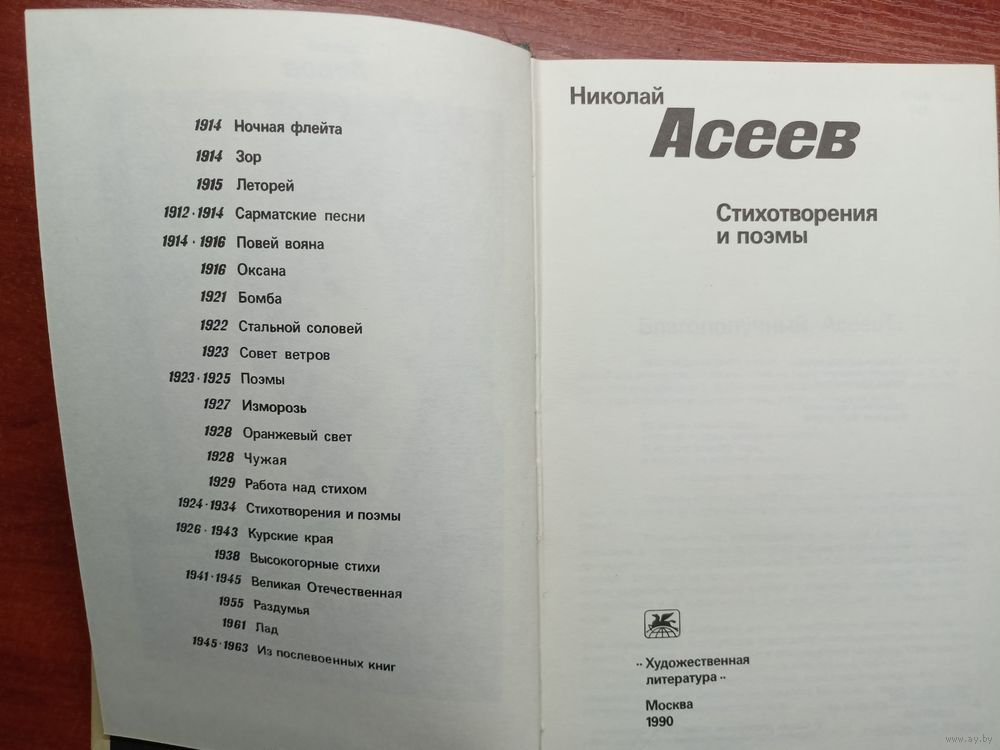 1914 Ночная флейта
1914 Зор
1915 Леторей
1912·1914 Сарматские песни
1914·1916 Повей вояна
1916 Оксана
1921 Бомба
1922 Стальной соловей
1923 Совет ветров
1923·1925 Поэмы
1927 Изморозь
1928 Оранжевый свет
1928 Чужая
1929 Работа над стихом
1924·1934 Стихотворения и поэмы
1926·1943 Курские края
1938 Высокогорные стихи
1941·1945 Великая Отечественная
1955 Раздумья
1961 Лад
1945·1963 Из послевоенных книг
Николай
Асеев
Стихотворения
и поэмы
Благополучный Асеев?
·· Художественная
литература ··
Москва
1990
www.ay.by